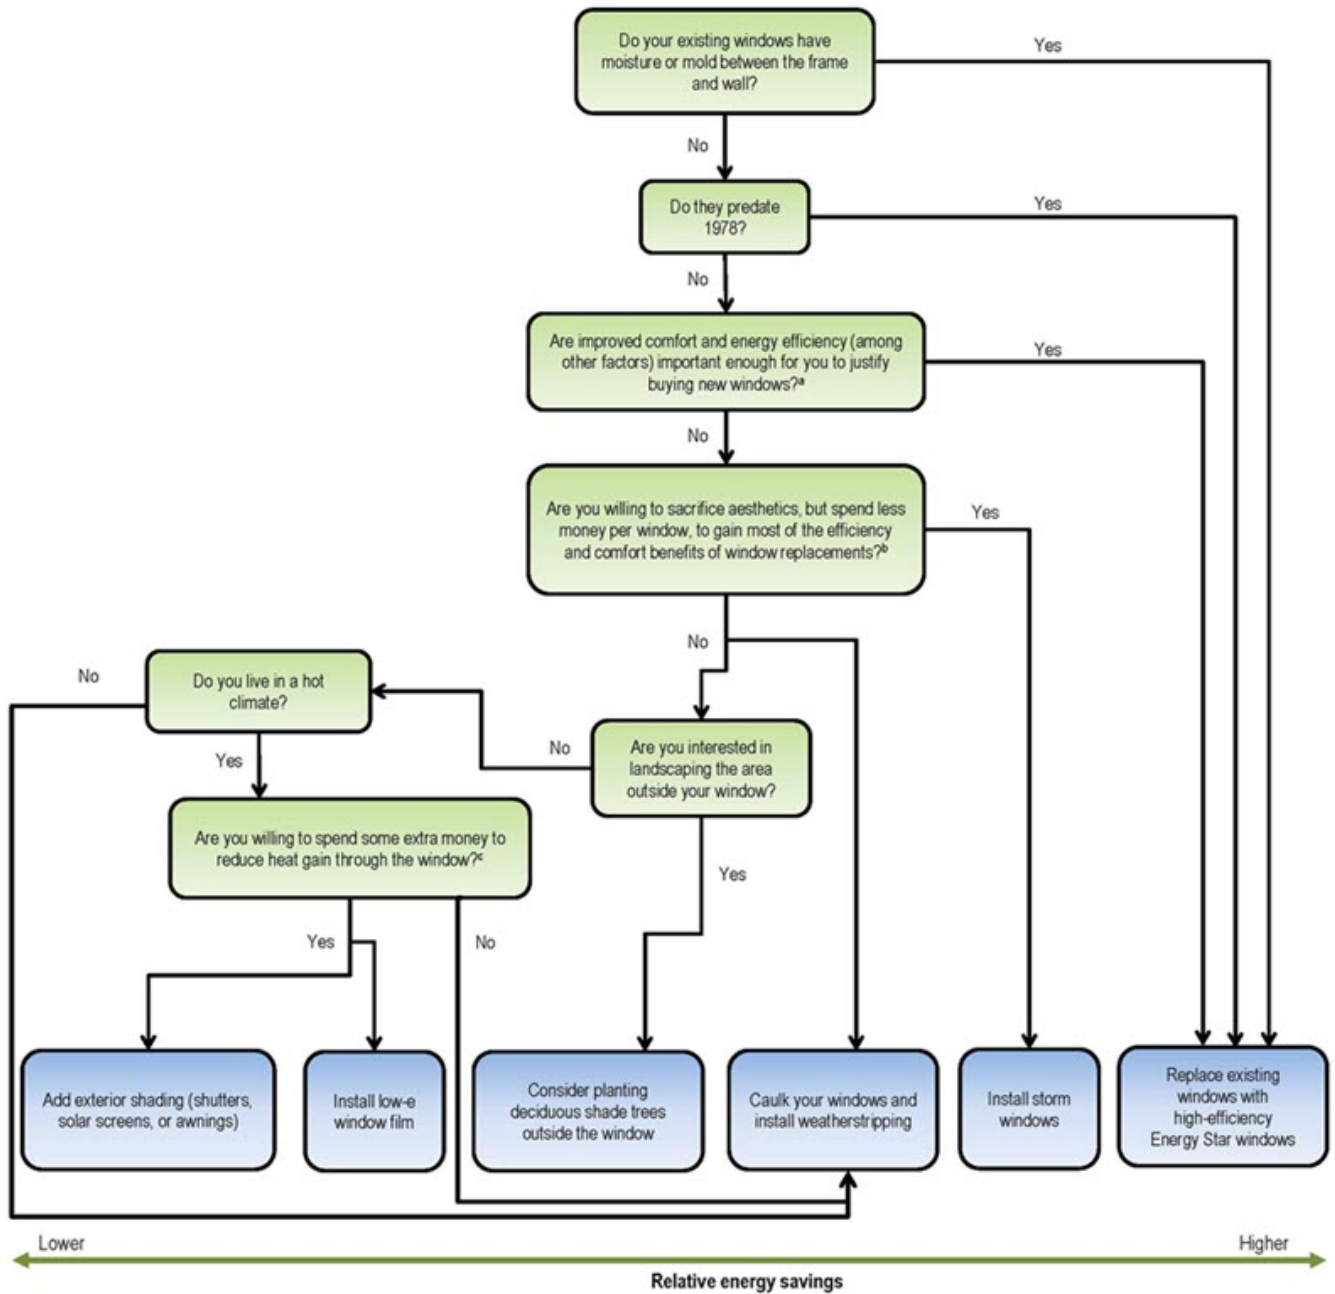 Do your existing windows have
moisture or mold between the frame
and wall?
Yes
No
Do they predate
1978?
Yes
No
Are improved comfort and energy efficiency (among
other factors) important enough for you to justify
buying new windows?ᵃ
Yes
No
Are you willing to sacrifice aesthetics, but spend less
money per window, to gain most of the efficiency
and comfort benefits of window replacements?ᵇ
Yes
No
Are you interested in
landscaping the area
outside your window?
No
Yes
Do you live in a hot
climate?
No
Yes
Are you willing to spend some extra money to
reduce heat gain through the window?ᶜ
Yes
No
Add exterior shading (shutters,
solar screens, or awnings)
Install low-e
window film
Consider planting
deciduous shade trees
outside the window
Caulk your windows and
install weatherstripping
Install storm
windows
Replace existing
windows with
high-efficiency
Energy Star windows
Lower
Higher
Relative energy savings